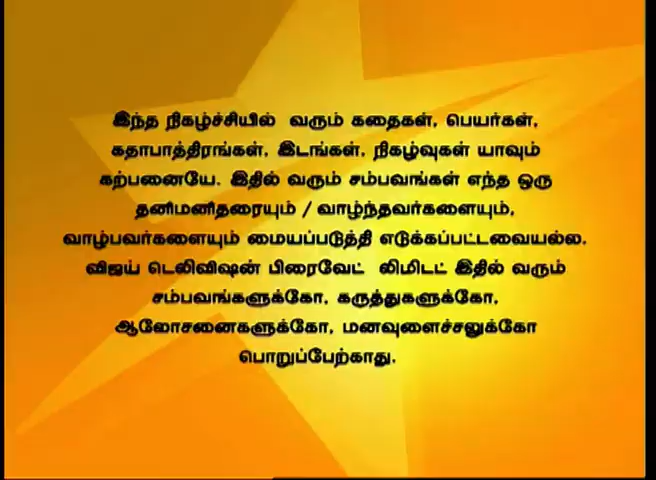 இந்த நிகழ்ச்சியில் வரும் கதைகள், பெயர்கள்,
கதாபாத்திரங்கள், இடங்கள், நிகழ்வுகள் யாவும்
கற்பனையே. இதில் வரும் சம்பவங்கள் எந்த ஒரு
தனிமனிதரையும் / வாழ்ந்தவர்களையும்,
வாழ்பவர்களையும் மையப்படுத்தி எடுக்கப்பட்டவையல்ல.
விஜய் டெலிவிஷன் பிரைவேட் லிமிடட் இதில் வரும்
சம்பவங்களுக்கோ, கருத்துகளுக்கோ,
ஆலோசனைகளுக்கோ, மனவுளைச்சலுக்கோ
பொறுப்பேற்காது.